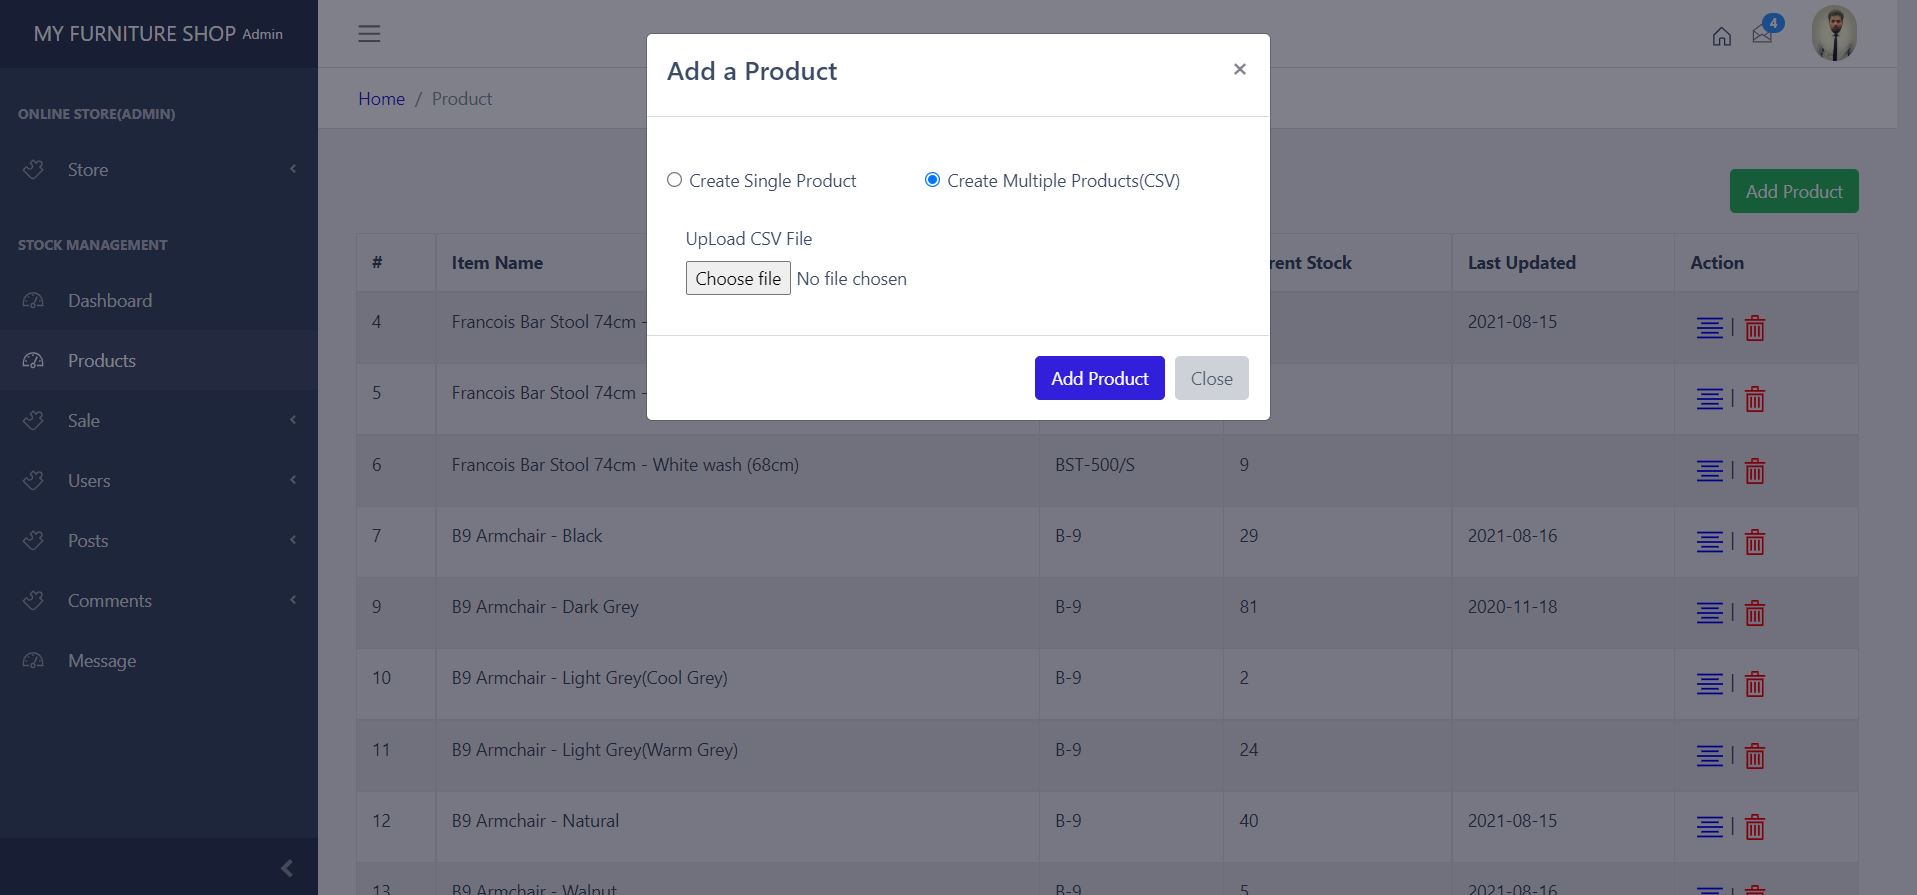 MY FURNITURE SHOP Admin
4
Home / Product
ONLINE STORE(ADMIN)
Store
STOCK MANAGEMENT
Dashboard
Products
Sale
Users
Posts
Comments
Message
Add a Product
×
Create Single Product
Create Multiple Products(CSV)
UpLoad CSV File
Choose file No file chosen
Add Product Close
Add Product
# Item Name rent Stock Last Updated Action
4 Francois Bar Stool 74cm - 2021-08-15 |
5 Francois Bar Stool 74cm - |
6 Francois Bar Stool 74cm - White wash (68cm) BST-500/S 9 |
7 B9 Armchair - Black B-9 29 2021-08-16 |
9 B9 Armchair - Dark Grey B-9 81 2020-11-18 |
10 B9 Armchair - Light Grey(Cool Grey) B-9 2 |
11 B9 Armchair - Light Grey(Warm Grey) B-9 24 |
12 B9 Armchair - Natural B-9 40 2021-08-15 |
13 B9 Armchair - Walnut B-9 5 2021-08-16 |